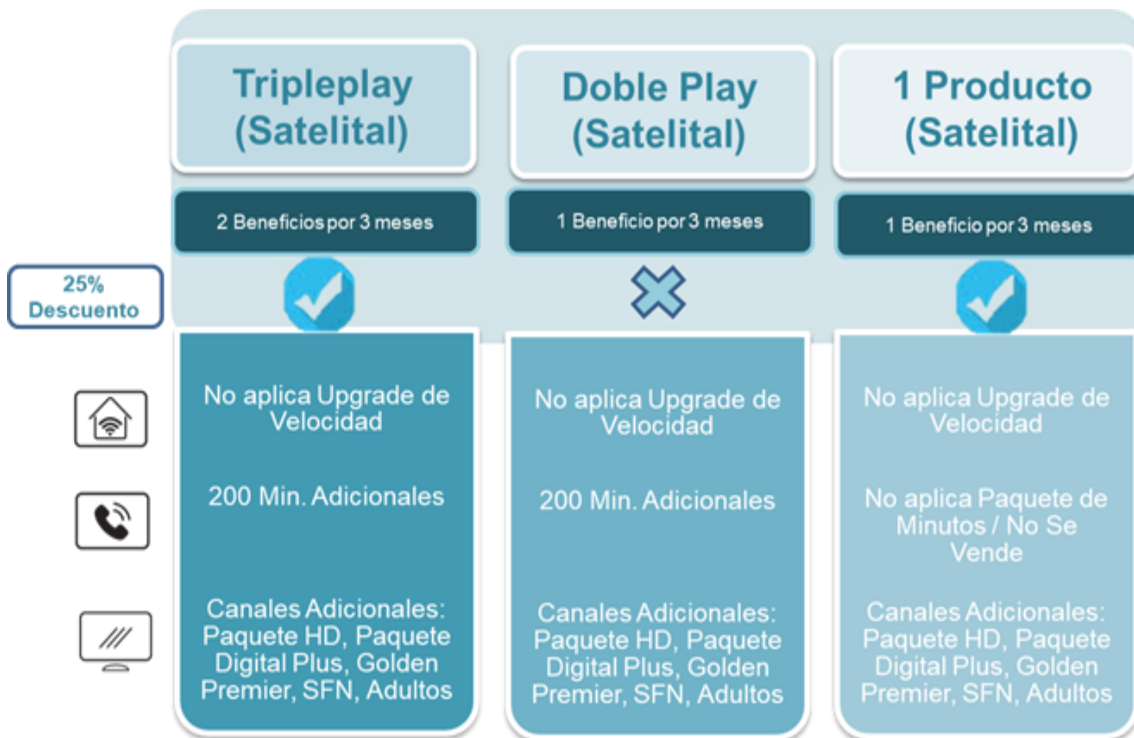 Tripleplay
(Satelital)
Doble Play
(Satelital)
1 Producto
(Satelital)
2 Beneficios por 3 meses
1 Beneficio por 3 meses
1 Beneficio por 3 meses
25%
Descuento
No aplica Upgrade de
Velocidad
No aplica Upgrade de
Velocidad
No aplica Upgrade de
Velocidad
200 Min. Adicionales
200 Min. Adicionales
No aplica Paquete de
Minutos / No Se
Vende
Canales Adicionales:
Paquete HD, Paquete
Digital Plus, Golden
Premier, SFN, Adultos
Canales Adicionales:
Paquete HD, Paquete
Digital Plus, Golden
Premier, SFN, Adultos
Canales Adicionales:
Paquete HD, Paquete
Digital Plus, Golden
Premier, SFN, Adultos